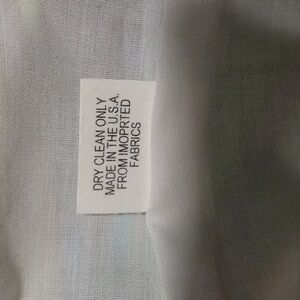 DRY CLEAN ONLY
MADE IN THE U.S.A.
FROM IMOPRTED
FABRICS